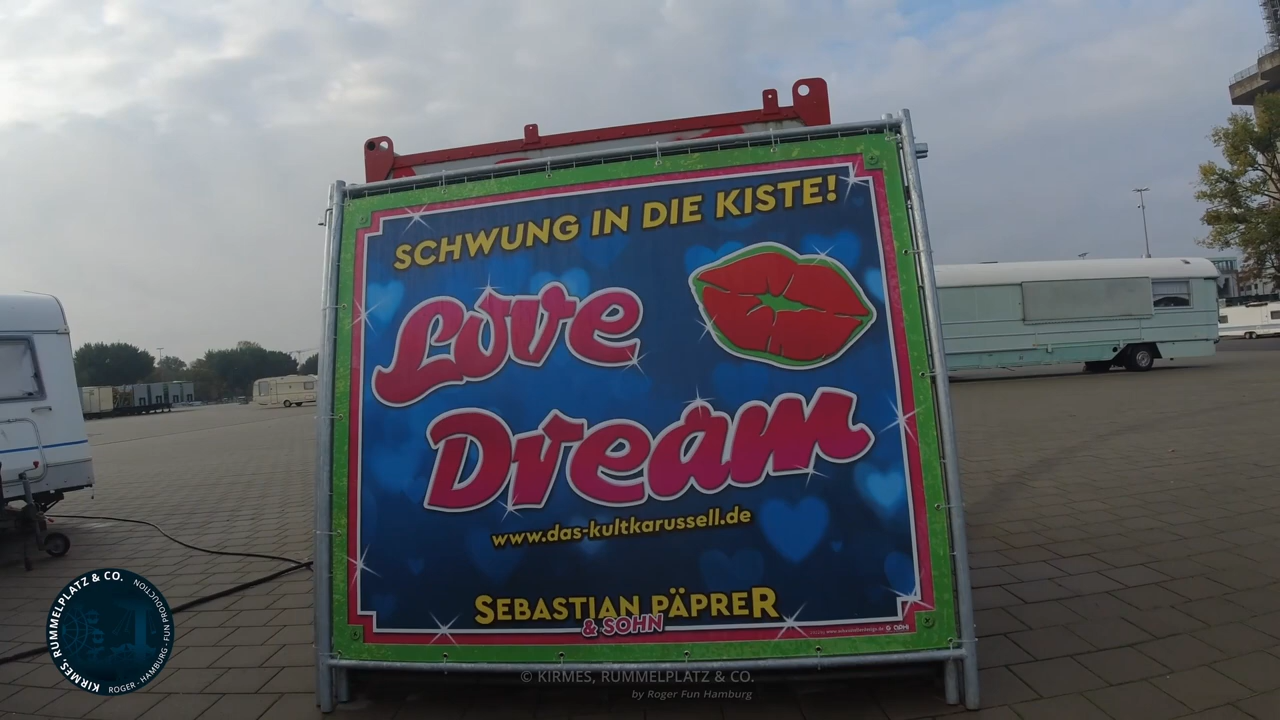 SCHWUNG IN DIE KISTE!
Love
Dream
www.das-kultkarussell.de
SEBASTIAN PÄPRER
& SOHN
KIRMES, RUMMELPLATZ & CO.
ROGER - HAMBURG - FUN PRODUCTION
© KIRMES, RUMMELPLATZ & CO.
by Roger Fun Hamburg